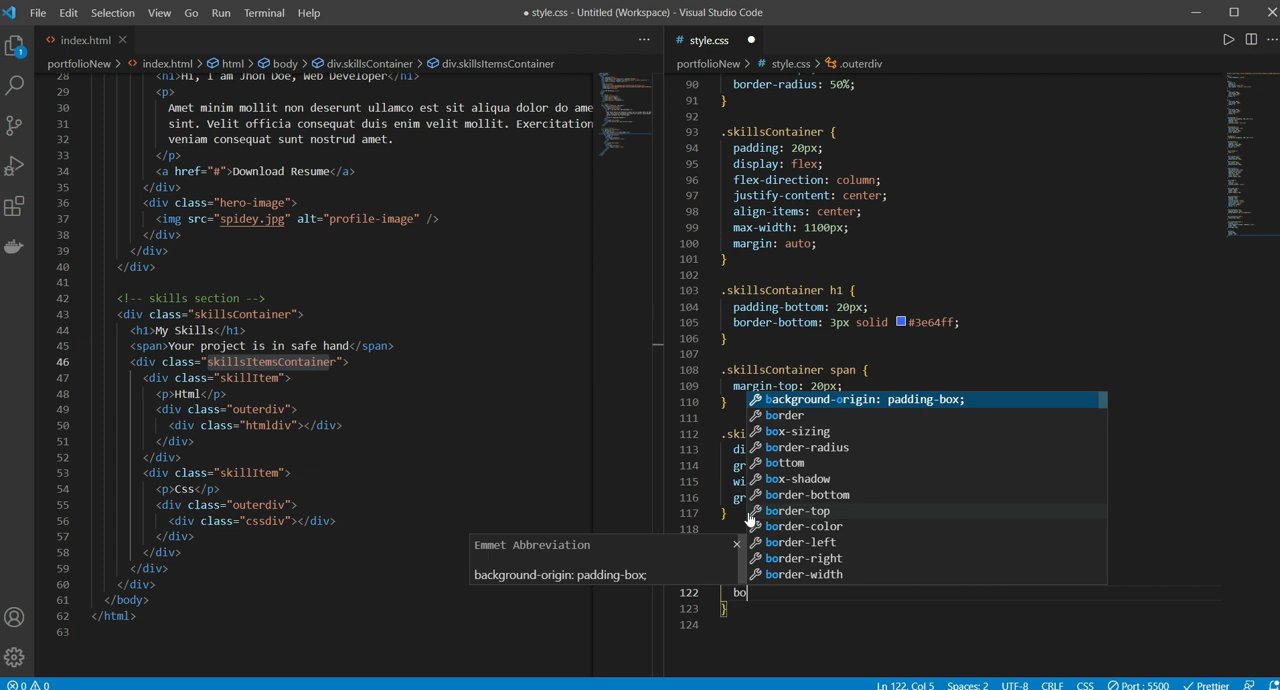 File Edit Selection View Go Run Terminal Help
● style.css - Untitled (Workspace) - Visual Studio Code
<> index.html ×
portfolioNew > <> index.html > html > body > div.skillsContainer > div.skillsItemsContainer
28 <h1>Hi, I am Jhon Doe, Web Developer</h1>
29 <p>
30 Amet minim mollit non deserunt ullamco est sit aliqua dolor do ame
31 sint. Velit officia consequat duis enim velit mollit. Exercitation
32 veniam consequat sunt nostrud amet.
33 </p>
34 <a href="#">Download Resume</a>
35 </div>
36 <div class="hero-image">
37 <img src="spidey.jpg" alt="profile-image" />
38 </div>
39 </div>
40 </div>
41
42 <!-- skills section -->
43 <div class="skillsContainer">
44 <h1>My Skills</h1>
45 <span>Your project is in safe hand</span>
46 <div class="skillsItemsContainer">
47 <div class="skillItem">
48 <p>Html</p>
49 <div class="outerdiv">
50 <div class="htmldiv"></div>
51 </div>
52 </div>
53 <div class="skillItem">
54 <p>Css</p>
55 <div class="outerdiv">
56 <div class="cssdiv"></div>
57 </div>
58 </div>
59 </div>
60 </div>
61 </body>
62 </html>
63
# style.css ●
portfolioNew > # style.css > .outerdiv
90 border-radius: 50%;
91 }
92
93 .skillsContainer {
94 padding: 20px;
95 display: flex;
96 flex-direction: column;
97 justify-content: center;
98 align-items: center;
99 max-width: 1100px;
100 margin: auto;
101 }
102
103 .skillsContainer h1 {
104 padding-bottom: 20px;
105 border-bottom: 3px solid #3e64ff;
106 }
107
108 .skillsContainer span {
109 margin-top: 20px;
110 }
111
112 .ski
113 di
114 gr
115 wi
116 gr
117 }
118
122 bo
123 }
124
background-origin: padding-box;
border
box-sizing
border-radius
bottom
box-shadow
border-bottom
border-top
border-color
border-left
border-right
border-width
Emmet Abbreviation ×
background-origin: padding-box;
1
0 0
Ln 122, Col 5 Spaces: 2 UTF-8 CRLF CSS Port : 5500 Prettier